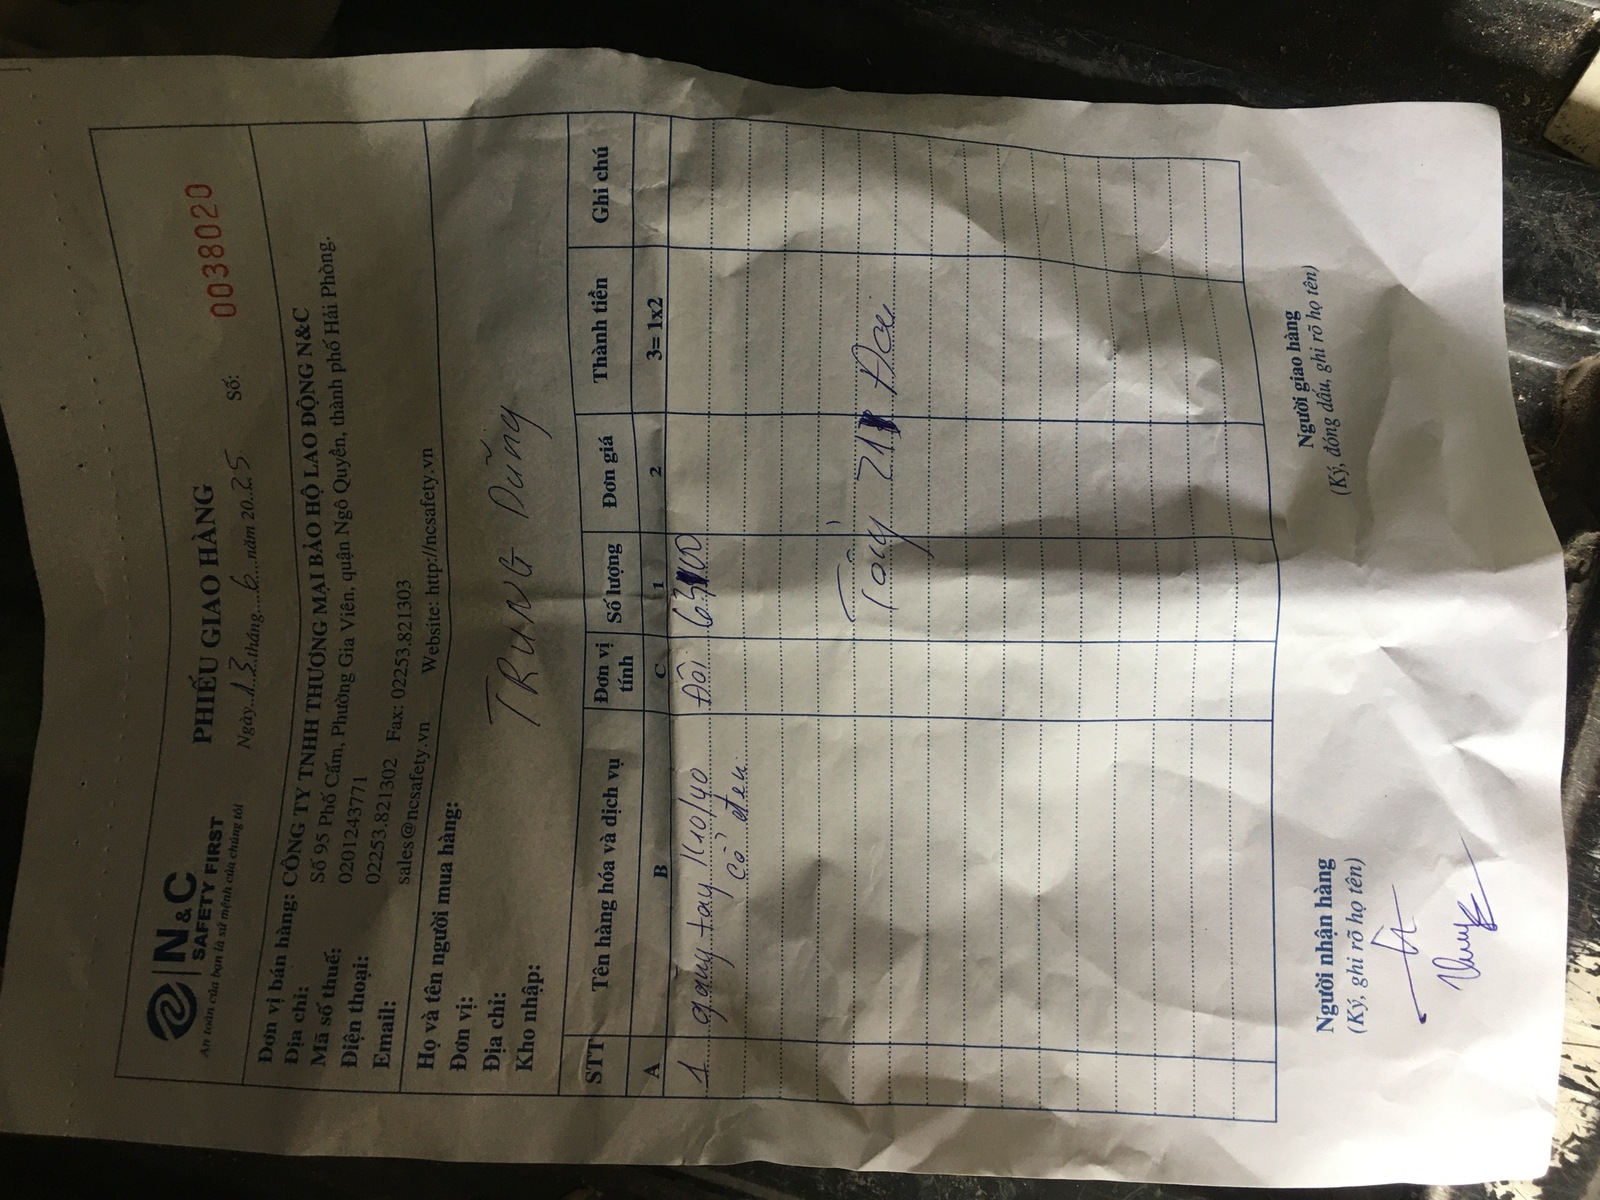 N&C
SAFETY FIRST
An toàn của bạn là sứ mệnh của chúng tôi
PHIẾU GIAO HÀNG
Ngày 13 tháng 6 năm 2025 Số: 0038020
Đơn vị bán hàng: CÔNG TY TNHH THƯƠNG MẠI BẢO HỘ LAO ĐỘNG N&C
Địa chỉ: Số 95 Phố Cấm, Phường Gia Viên, quận Ngô Quyền, thành phố Hải Phòng.
Mã số thuế: 0201243771
Điện thoại: 02253.821302 Fax: 02253.821303
Email: sales@ncsafety.vn Website: http://ncsafety.vn
Họ và tên người mua hàng:
Đơn vị: TRUNG Dũng
Địa chỉ:
Kho nhập:
STT Tên hàng hóa và dịch vụ Đơn vị tính Số lượng Đơn giá Thành tiền Ghi chú
A B C 1 2 3= 1x2
1 găng tay K10/40 Đôi
cổ đen
Người nhận hàng Người giao hàng
(Ký, ghi rõ họ tên) (Ký, đóng dấu, ghi rõ họ tên)